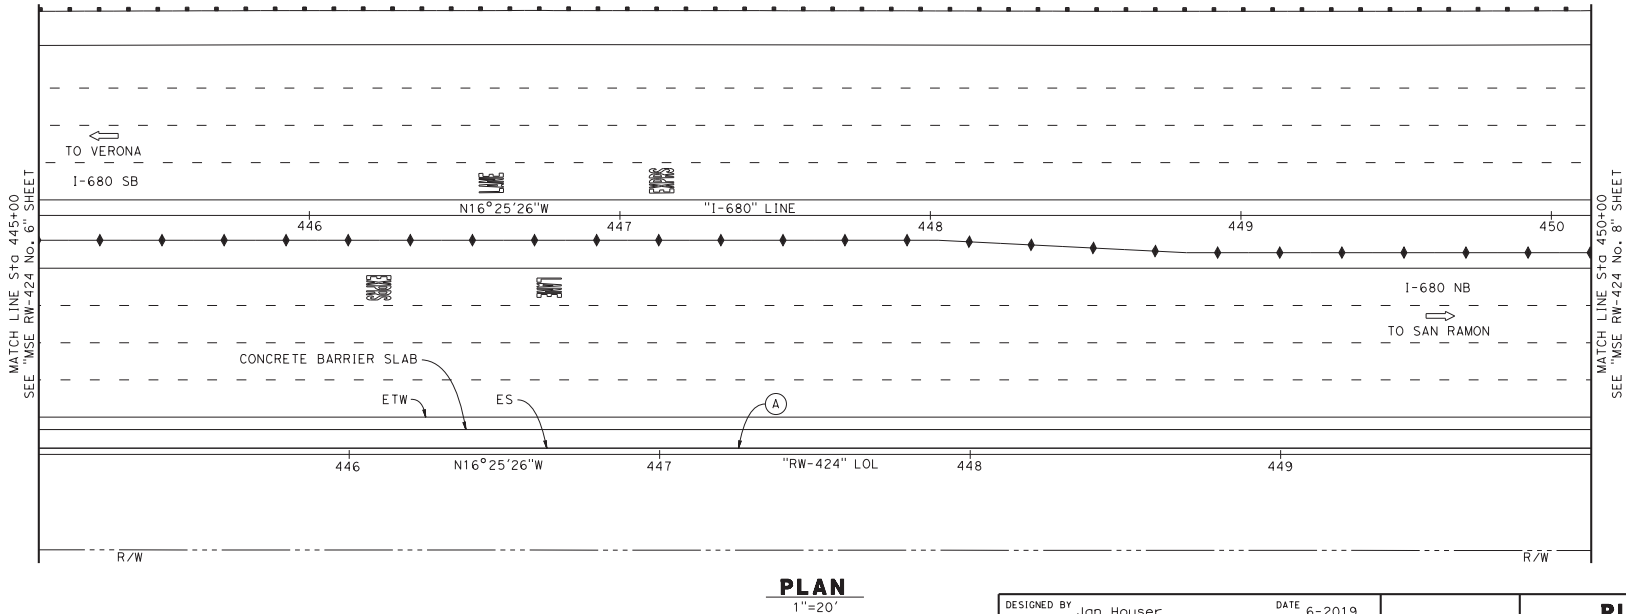 TO VERONA
I-680 SB
MATCH LINE Sta 445+00
SEE "MSE RW-424 No. 6" SHEET
LANE
N16°25'26"W
"I-680" LINE
446
447
448
449
450
I-680 NB
TO SAN RAMON
MATCH LINE Sta 450+00
SEE "MSE RW-424 No. 8" SHEET
CONCRETE BARRIER SLAB
ETW
ES
A
446
N16°25'26"W
447
"RW-424" LOL
448
449
R/W
R/W
PLAN
1"=20'
DESIGNED BY Jan Houser
DATE 6-2019